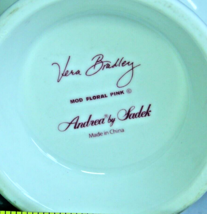 Vera Bradley
MOD FLORAL PINK ©
Andrea by Sadek
Made in China